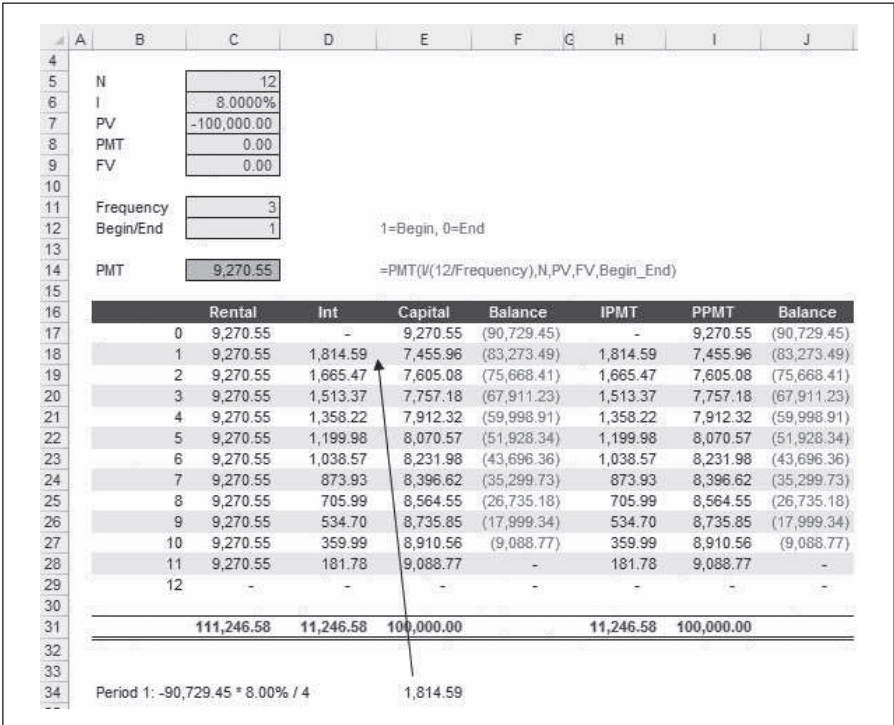 A B C D E F G H I J
4
5 N 12
6 I 8.0000%
7 PV -100,000.00
8 PMT 0.00
9 FV 0.00
10
11 Frequency 3
12 Begin/End 1 1=Begin, 0=End
13
14 PMT 9,270.55 =PMT(I/(12/Frequency),N,PV,FV,Begin_End)
15
16 Rental Int Capital Balance IPMT PPMT Balance
17 0 9,270.55 - 9,270.55 (90,729.45) - 9,270.55 (90,729.45)
18 1 9,270.55 1,814.59 7,455.96 (83,273.49) 1,814.59 7,455.96 (83,273.49)
19 2 9,270.55 1,665.47 7,605.08 (75,668.41) 1,665.47 7,605.08 (75,668.41)
20 3 9,270.55 1,513.37 7,757.18 (67,911.23) 1,513.37 7,757.18 (67,911.23)
21 4 9,270.55 1,358.22 7,912.32 (59,998.91) 1,358.22 7,912.32 (59,998.91)
22 5 9,270.55 1,199.98 8,070.57 (51,928.34) 1,199.98 8,070.57 (51,928.34)
23 6 9,270.55 1,038.57 8,231.98 (43,696.36) 1,038.57 8,231.98 (43,696.36)
24 7 9,270.55 873.93 8,396.62 (35,299.73) 873.93 8,396.62 (35,299.73)
25 8 9,270.55 705.99 8,564.55 (26,735.18) 705.99 8,564.55 (26,735.18)
26 9 9,270.55 534.70 8,735.85 (17,999.34) 534.70 8,735.85 (17,999.34)
27 10 9,270.55 359.99 8,910.56 (9,088.77) 359.99 8,910.56 (9,088.77)
28 11 9,270.55 181.78 9,088.77 - 181.78 9,088.77 -
29 12 - - - - - - -
30
31 111,246.58 11,246.58 100,000.00 11,246.58 100,000.00
32
33
34 Period 1: -90,729.45 * 8.00% / 4 1,814.59